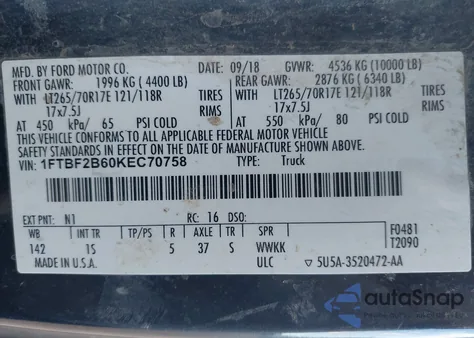 MFD. BY FORD MOTOR CO. 09/18 GVWR: 4536 KG (10000 LB)
FRONT GAWR: 1996 KG ( 4400 LB) REAR GAWR: 2876 KG ( 6340 LB)
WITH LT265/70R17E 121/118R TIRES WITH LT265/70R17E 121/118R TIRES
17x7.5J RIMS 17x7.5J RIMS
AT 450 kPa/ 65 PSI COLD AT 550 kPa/ 80 PSI COLD
THIS VEHICLE CONFORMS TO ALL APPLICABLE FEDERAL MOTOR VEHICLE
SAFETY STANDARDS IN EFFECT ON THE DATE OF MANUFACTURE SHOWN ABOVE.
VIN: 1FTBF2B60KEC70758 TYPE: Truck
EXT PNT: N1 RC: 16 DSO:
WB INT TR TP/PS R AXLE TR SPR F0481
142 IS 5 37 S WWKK T2090
MADE IN U.S.A. ULC ▽ 5U5A-3520472-AA
autoSnap